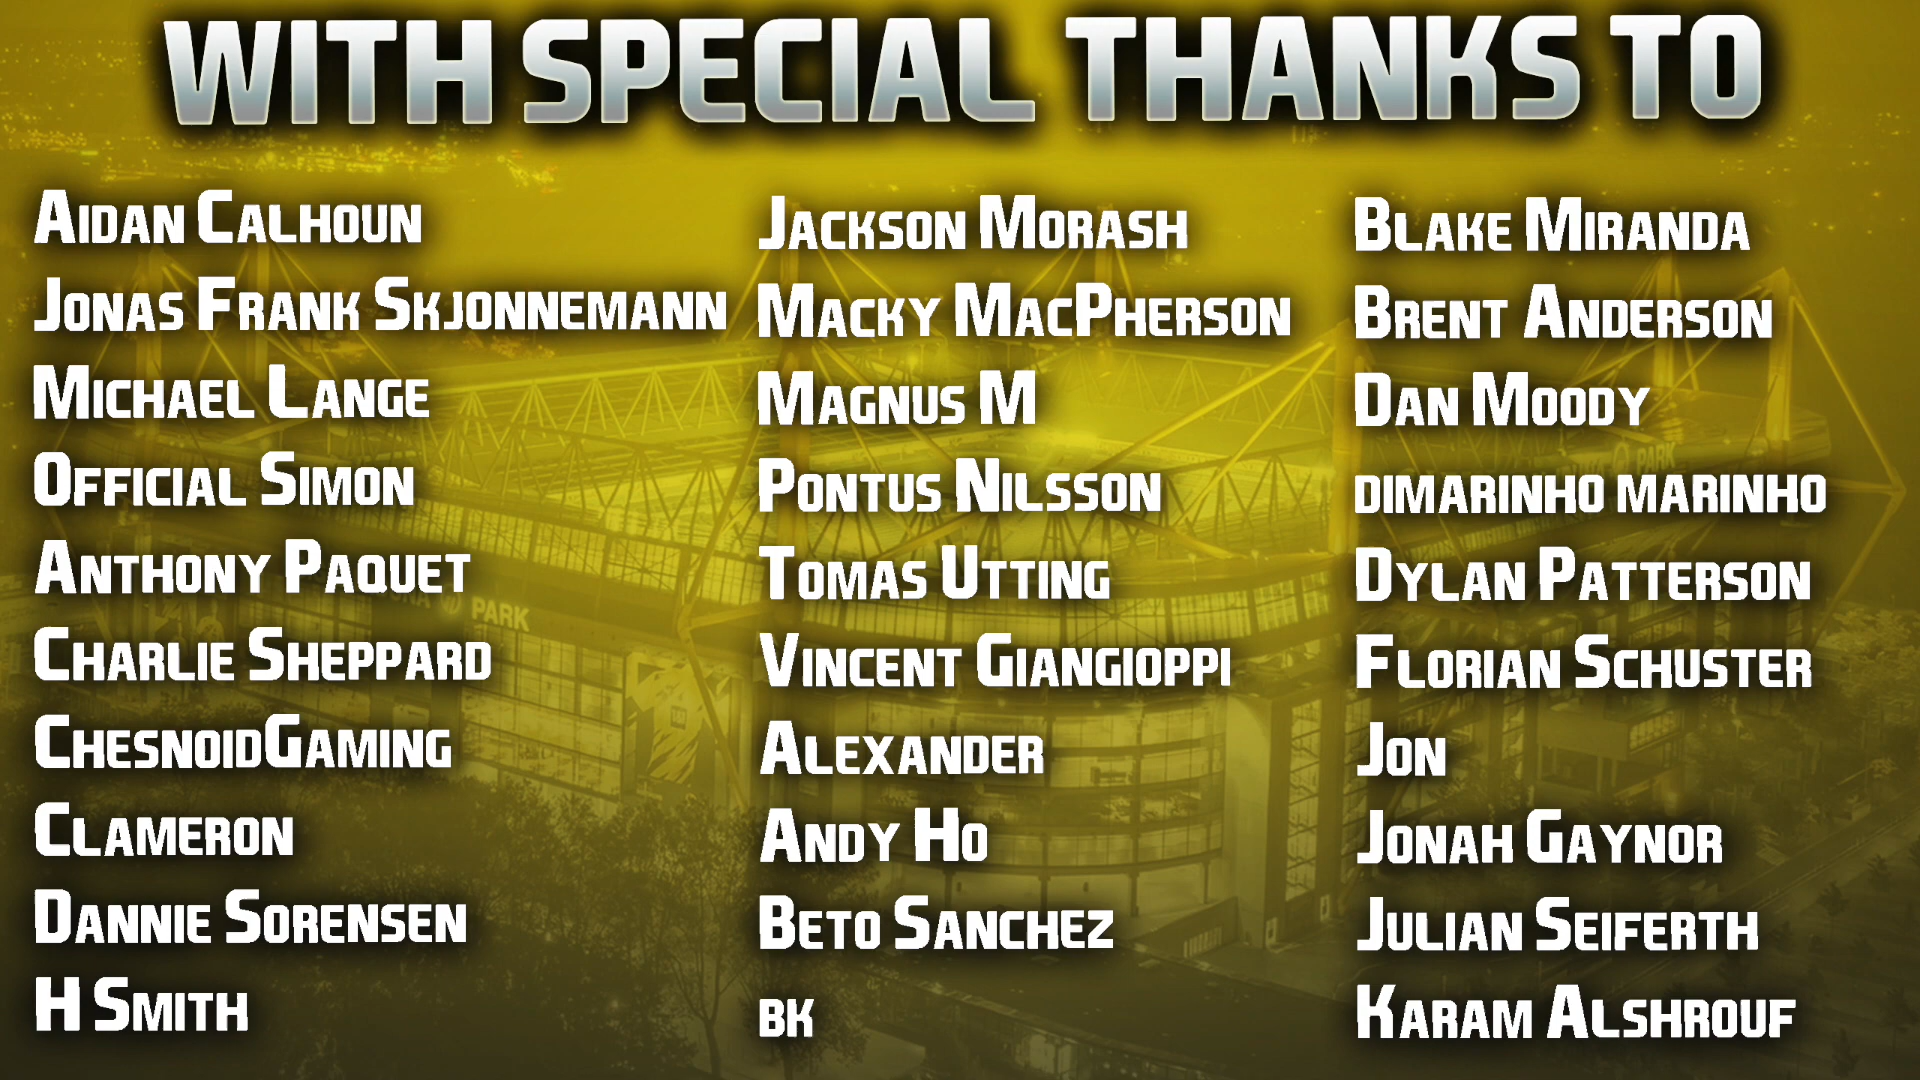 WITH SPECIAL THANKS TO
Aidan Calhoun
Jonas Frank Skjonnemann
Michael Lange
Official Simon
Anthony Paquet
Charlie Sheppard
ChesnoidGaming
Clameron
Dannie Sorensen
H Smith
Jackson Morash
Macky MacPherson
Magnus M
Pontus Nilsson
Tomas Utting
Vincent Giangioppi
Alexander
Andy Ho
Beto Sanchez
bk
Blake Miranda
Brent Anderson
Dan Moody
dimarinho marinho
Dylan Patterson
Florian Schuster
Jon
Jonah Gaynor
Julian Seiferth
Karam Alshrouf
PARK
PARK